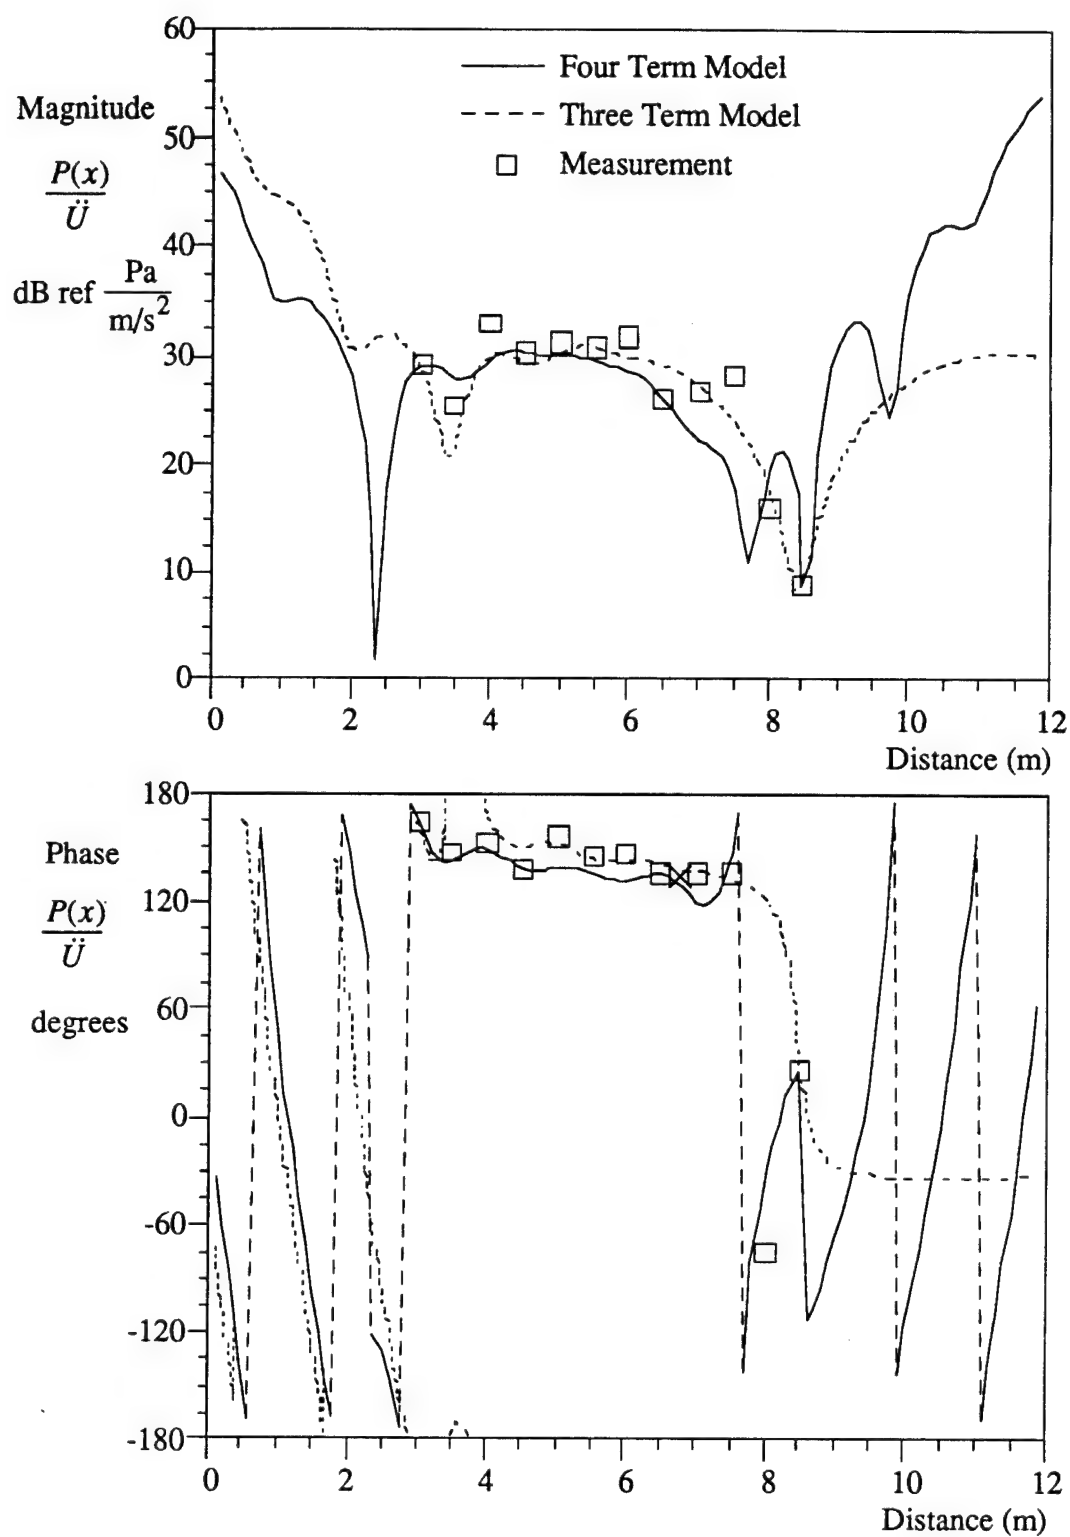 60
Four Term Model
Magnitude
Three Term Model
50
Measurement
P(x)
Ü
40
dB ref Pa
m/s²
30
20
10
0
0 2 4 6 8 10 12
Distance (m)
180
Phase
120
P(x)
Ü
60
degrees
0
-60
-120
-180
0 2 4 6 8 10 12
Distance (m)